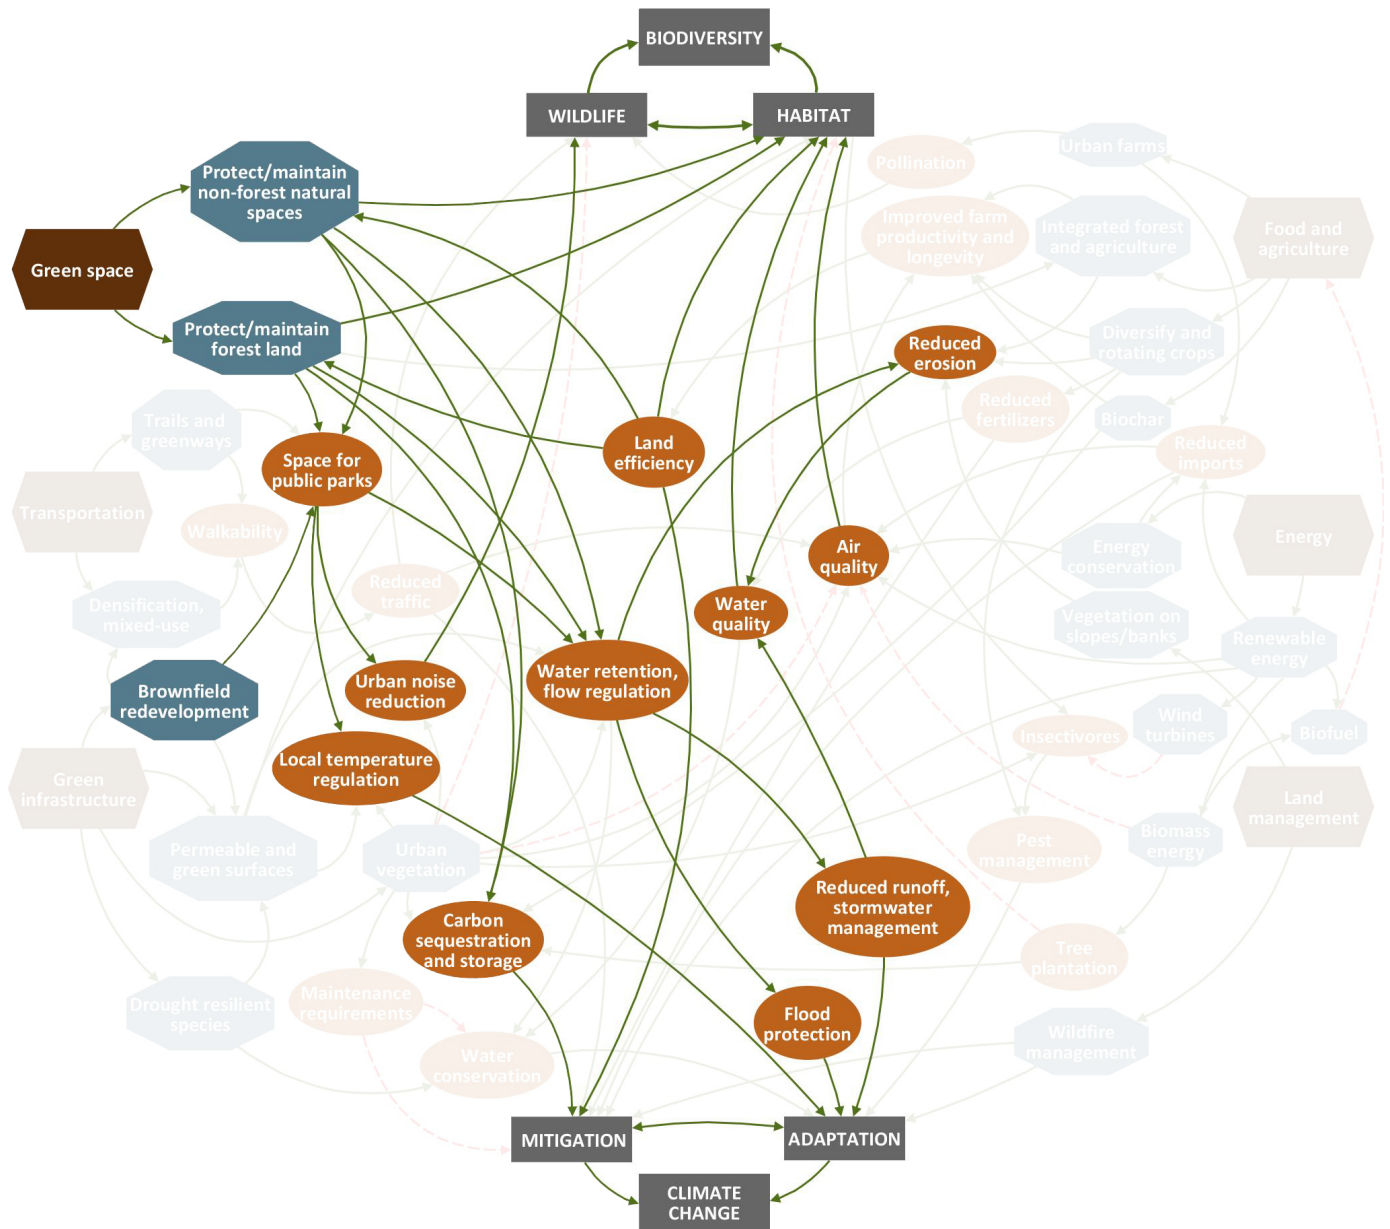 BIODIVERSITY
WILDLIFE
HABITAT
Protect/maintain
non-forest natural
spaces
Green space
Protect/maintain
forest land
Pollination
Urban farms
Improved farm
productivity and
longevity
Integrated forest
and agriculture
Food and
agriculture
Reduced
erosion
Diversify and
rotating crops
Reduced
fertilizers
Biochar
Reduced
imports
Trails and
greenways
Space for
public parks
Land
efficiency
Transportation
Walkability
Air
quality
Energy
conservation
Energy
Reduced
traffic
Densification,
mixed-use
Water
quality
Vegetation on
slopes/banks
Renewable
energy
Brownfield
redevelopment
Urban noise
reduction
Water retention,
flow regulation
Wind
turbines
Insectivores
Biofuel
Local temperature
regulation
Green
infrastructure
Land
management
Permeable and
green surfaces
Urban
vegetation
Pest
management
Biomass
energy
Reduced runoff,
stormwater
management
Carbon
sequestration
and storage
Tree
plantation
Drought resilient
species
Maintenance
requirements
Flood
protection
Wildfire
management
Water
conservation
MITIGATION
ADAPTATION
CLIMATE
CHANGE